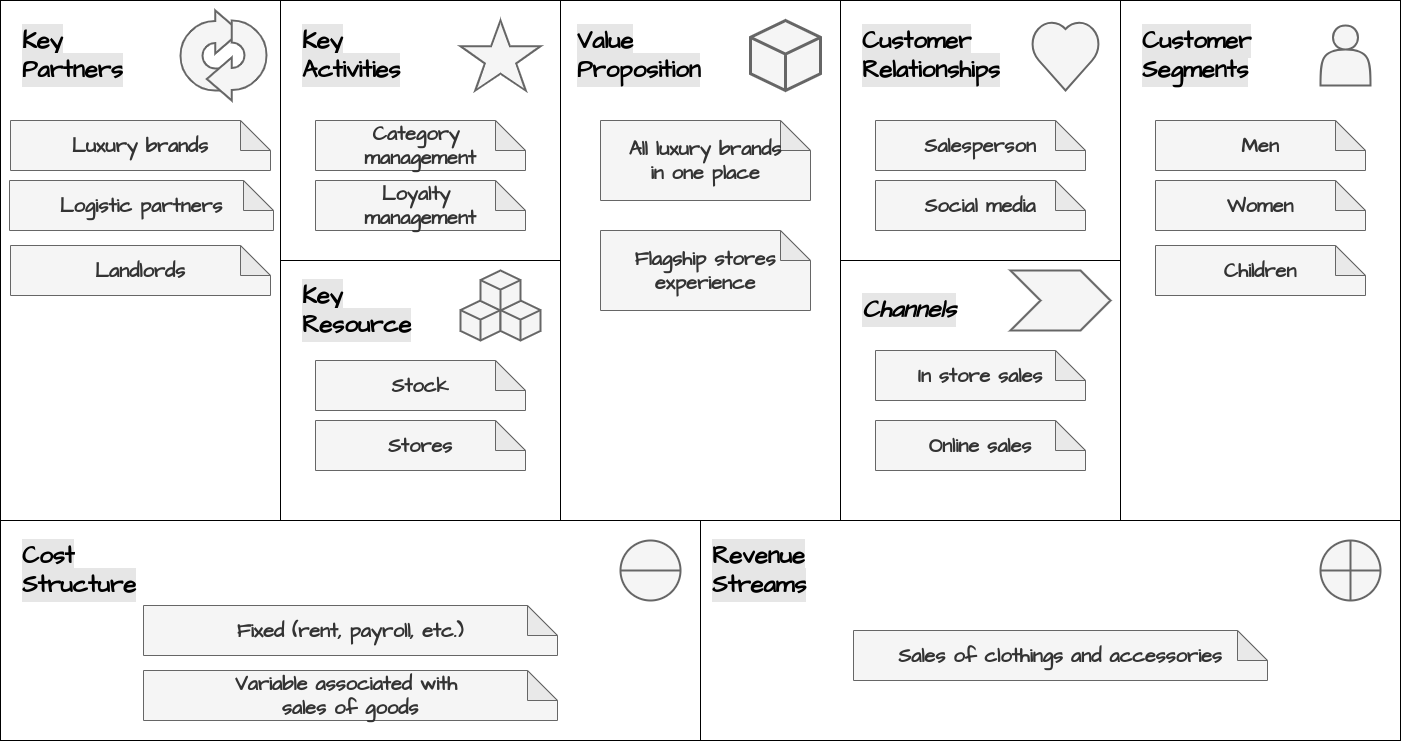 Key
Partners
Luxury brands
Logistic partners
Landlords
Key
Activities
Category
management
Loyalty
management
Key
Resource
Stock
Stores
Value
Proposition
All luxury brands
in one place
Flagship stores
experience
Customer
Relationships
Salesperson
Social media
Channels
In store sales
Online sales
Customer
Segments
Men
Women
Children
Cost
Structure
Fixed (rent, payroll, etc.)
Variable associated with
sales of goods
Revenue
Streams
Sales of clothings and accessories